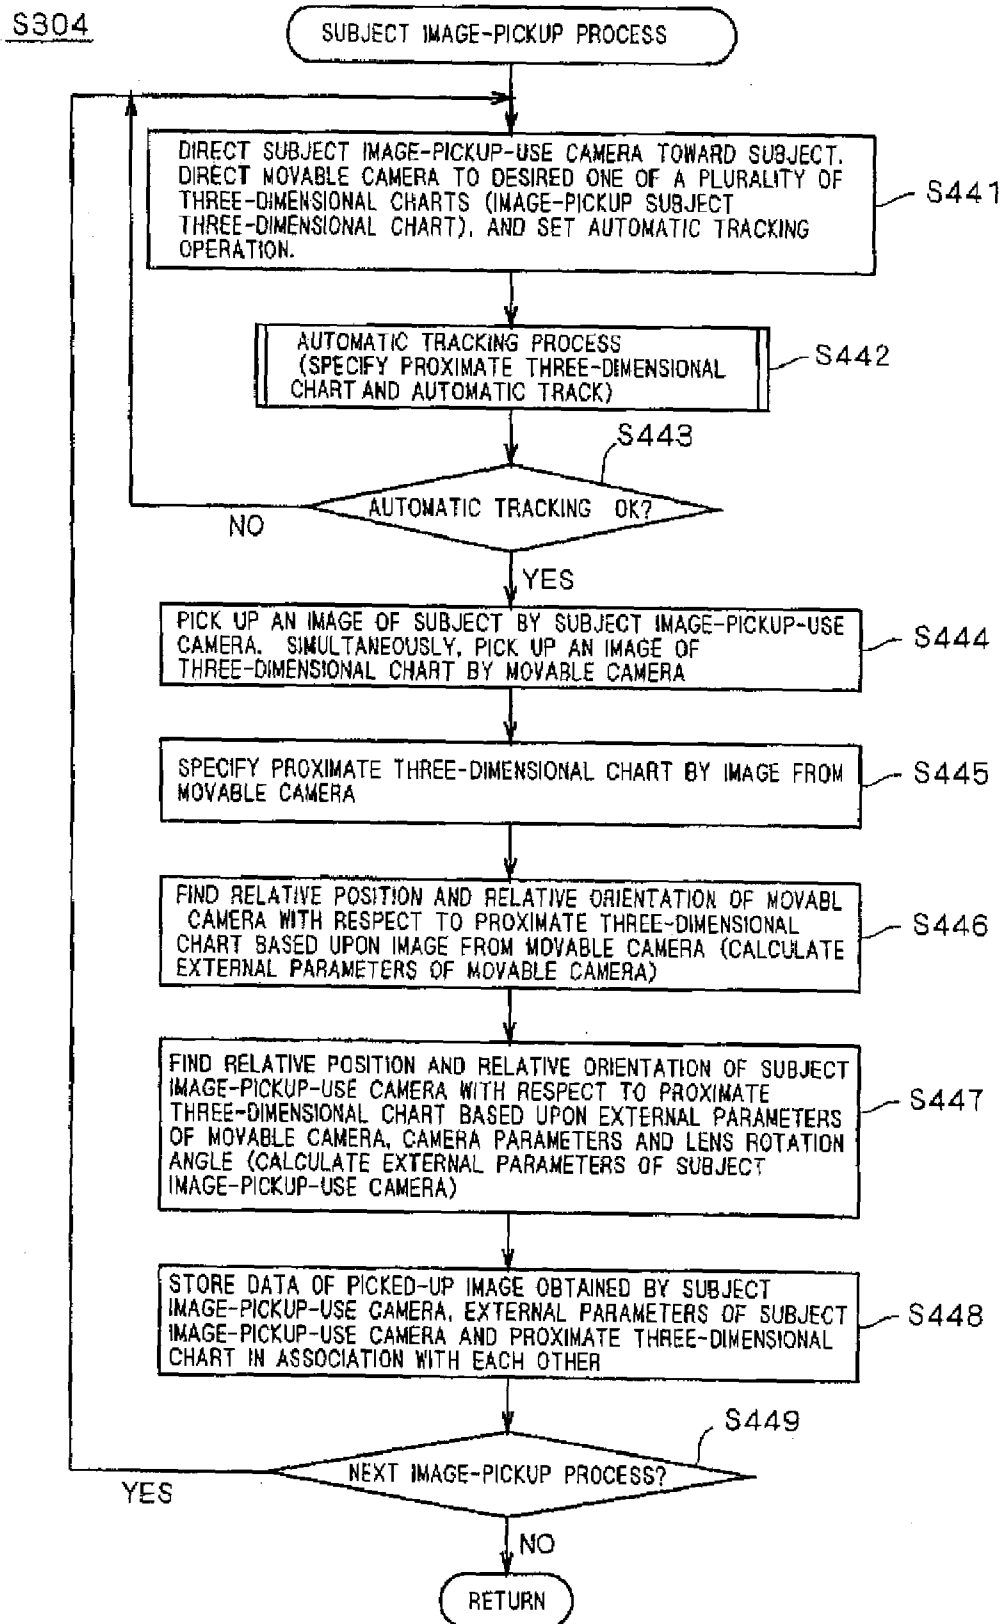 S304
SUBJECT IMAGE-PICKUP PROCESS
DIRECT SUBJECT IMAGE-PICKUP-USE CAMERA TOWARD SUBJECT.
DIRECT MOVABLE CAMERA TO DESIRED ONE OF A PLURALITY OF
THREE-DIMENSIONAL CHARTS (IMAGE-PICKUP SUBJECT
THREE-DIMENSIONAL CHART), AND SET AUTOMATIC TRACKING
OPERATION.
S441
AUTOMATIC TRACKING PROCESS
(SPECIFY PROXIMATE THREE-DIMENSIONAL
CHART AND AUTOMATIC TRACK)
S442
S443
AUTOMATIC TRACKING OK?
NO
YES
PICK UP AN IMAGE OF SUBJECT BY SUBJECT IMAGE-PICKUP-USE
CAMERA. SIMULTANEOUSLY, PICK UP AN IMAGE OF
THREE-DIMENSIONAL CHART BY MOVABLE CAMERA
S444
SPECIFY PROXIMATE THREE-DIMENSIONAL CHART BY IMAGE FROM
MOVABLE CAMERA
S445
FIND RELATIVE POSITION AND RELATIVE ORIENTATION OF MOVABL
CAMERA WITH RESPECT TO PROXIMATE THREE-DIMENSIONAL
CHART BASED UPON IMAGE FROM MOVABLE CAMERA (CALCULATE
EXTERNAL PARAMETERS OF MOVABLE CAMERA)
S446
FIND RELATIVE POSITION AND RELATIVE ORIENTATION OF SUBJECT
IMAGE-PICKUP-USE CAMERA WITH RESPECT TO PROXIMATE
THREE-DIMENSIONAL CHART BASED UPON EXTERNAL PARAMETERS
OF MOVABLE CAMERA, CAMERA PARAMETERS AND LENS ROTATION
ANGLE (CALCULATE EXTERNAL PARAMETERS OF SUBJECT
IMAGE-PICKUP-USE CAMERA)
S447
STORE DATA OF PICKED-UP IMAGE OBTAINED BY SUBJECT
IMAGE-PICKUP-USE CAMERA, EXTERNAL PARAMETERS OF SUBJECT
IMAGE-PICKUP-USE CAMERA AND PROXIMATE THREE-DIMENSIONAL
CHART IN ASSOCIATION WITH EACH OTHER
S448
S449
NEXT IMAGE-PICKUP PROCESS?
YES
NO
RETURN